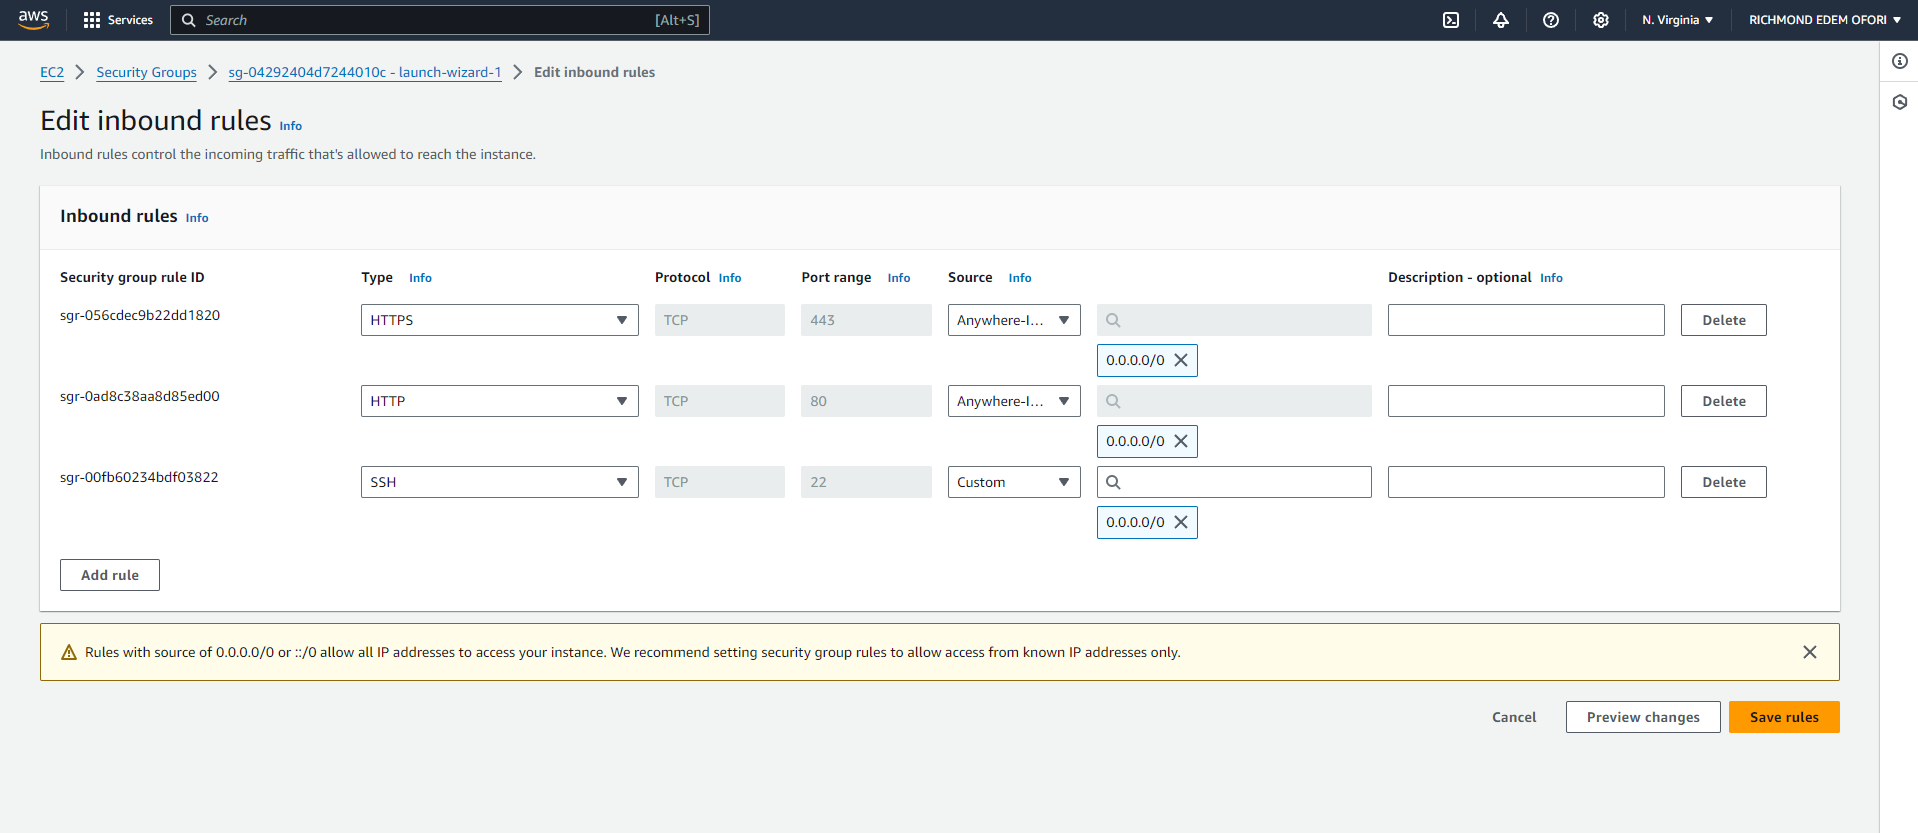 aws Services Search [Alt+S] N. Virginia RICHMOND EDEM OFORI
EC2 Security Groups sg-04292404d7244010c - launch-wizard-1 Edit inbound rules
Edit inbound rules Info
Inbound rules control the incoming traffic that's allowed to reach the instance.
Inbound rules Info
Security group rule ID Type Info Protocol Info Port range Info Source Info Description - optional Info
sgr-056cdec9b22dd1820 HTTPS TCP 443 Anywhere-I... Delete
0.0.0.0/0
sgr-0ad8c38aa8d85ed00 HTTP TCP 80 Anywhere-I... Delete
0.0.0.0/0
sgr-00fb60234bdf03822 SSH TCP 22 Custom Delete
0.0.0.0/0
Add rule
Rules with source of 0.0.0.0/0 or ::/0 allow all IP addresses to access your instance. We recommend setting security group rules to allow access from known IP addresses only.
Cancel Preview changes Save rules